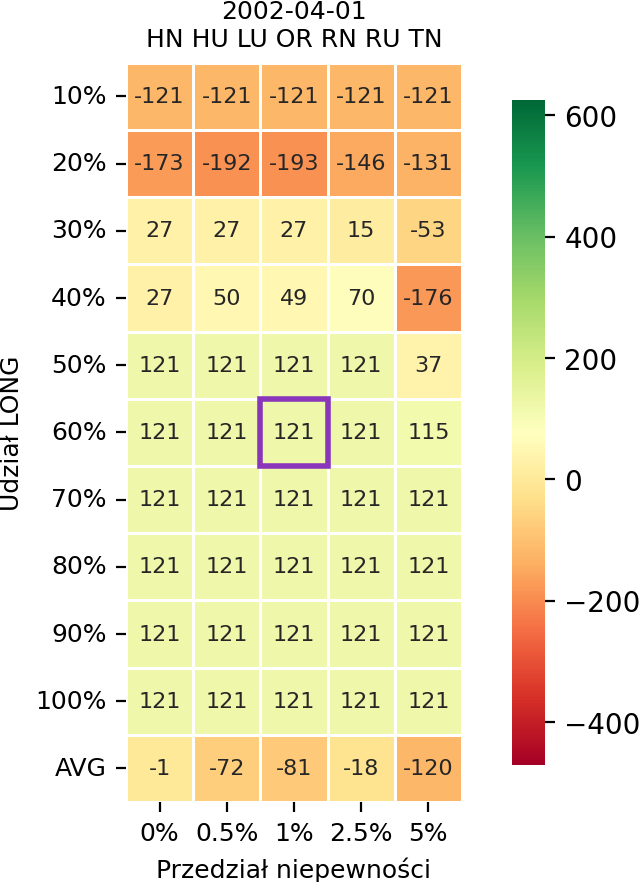 2002-04-01
HN HU LU OR RN RU TN
10% -121 -121 -121 -121 -121
20% -173 -192 -193 -146 -131
30% 27 27 27 15 -53
40% 27 50 49 70 -176
50% 121 121 121 121 37
60% 121 121 121 121 115
70% 121 121 121 121 121
80% 121 121 121 121 121
90% 121 121 121 121 121
100% 121 121 121 121 121
AVG -1 -72 -81 -18 -120
0% 0.5% 1% 2.5% 5%
Przedział niepewności
Udział LONG
600
400
200
0
−200
−400